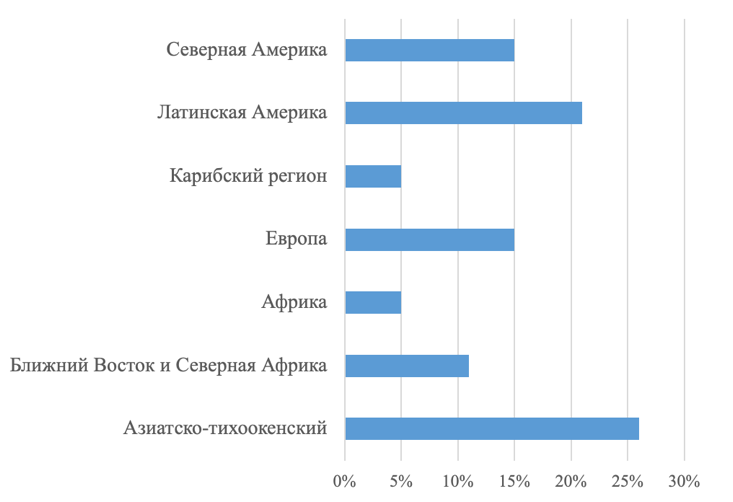 Северная Америка
Латинская Америка
Карибский регион
Европа
Африка
Ближний Восток и Северная Африка
Азиатско-тихоокенский
0% 5% 10% 15% 20% 25% 30%